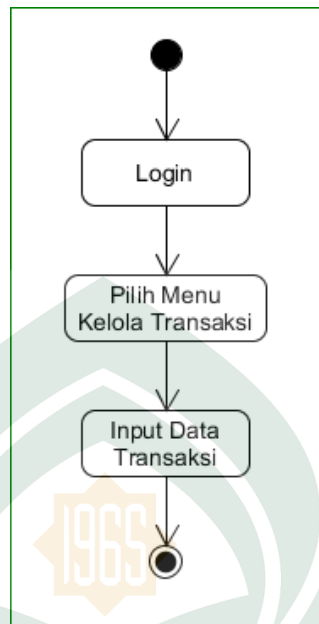 Login
Pilih Menu
Kelola Transaksi
Input Data
Transaksi
1965